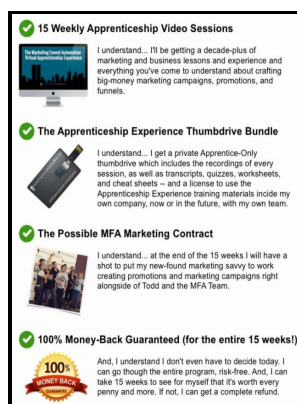 15 Weekly Apprenticeship Video Sessions
The Marketing Funnel Automation
Virtual Apprenticeship Experience
I understand... I'll be getting a decade-plus of
marketing and business lessons and experience and
everything you've come to understand about crafting
big-money marketing campaigns, promotions, and
funnels.
The Apprenticeship Experience Thumbdrive Bundle
I understand... I get a private Apprentice-Only
thumbdrive which includes the recordings of every
session, as well as transcripts, quizzes, worksheets,
and cheat sheets -- and a license to use the
Apprenticeship Experience training materials incide my
own company, now or in the future, with my own team.
The Possible MFA Marketing Contract
I understand... at the end of the 15 weeks I will have a
shot to put my new-found marketing savvy to work
creating promotions and marketing campaigns right
alongside of Todd and the MFA Team.
100% Money-Back Guaranteed (for the entire 15 weeks!)
100%
MONEY BACK
GUARANTEE
And, I understand I don't even have to decide today. I
can go though the entire program, risk-free. And, I can
take 15 weeks to see for myself that it's worth every
penny and more. If not, I can get a complete refund.